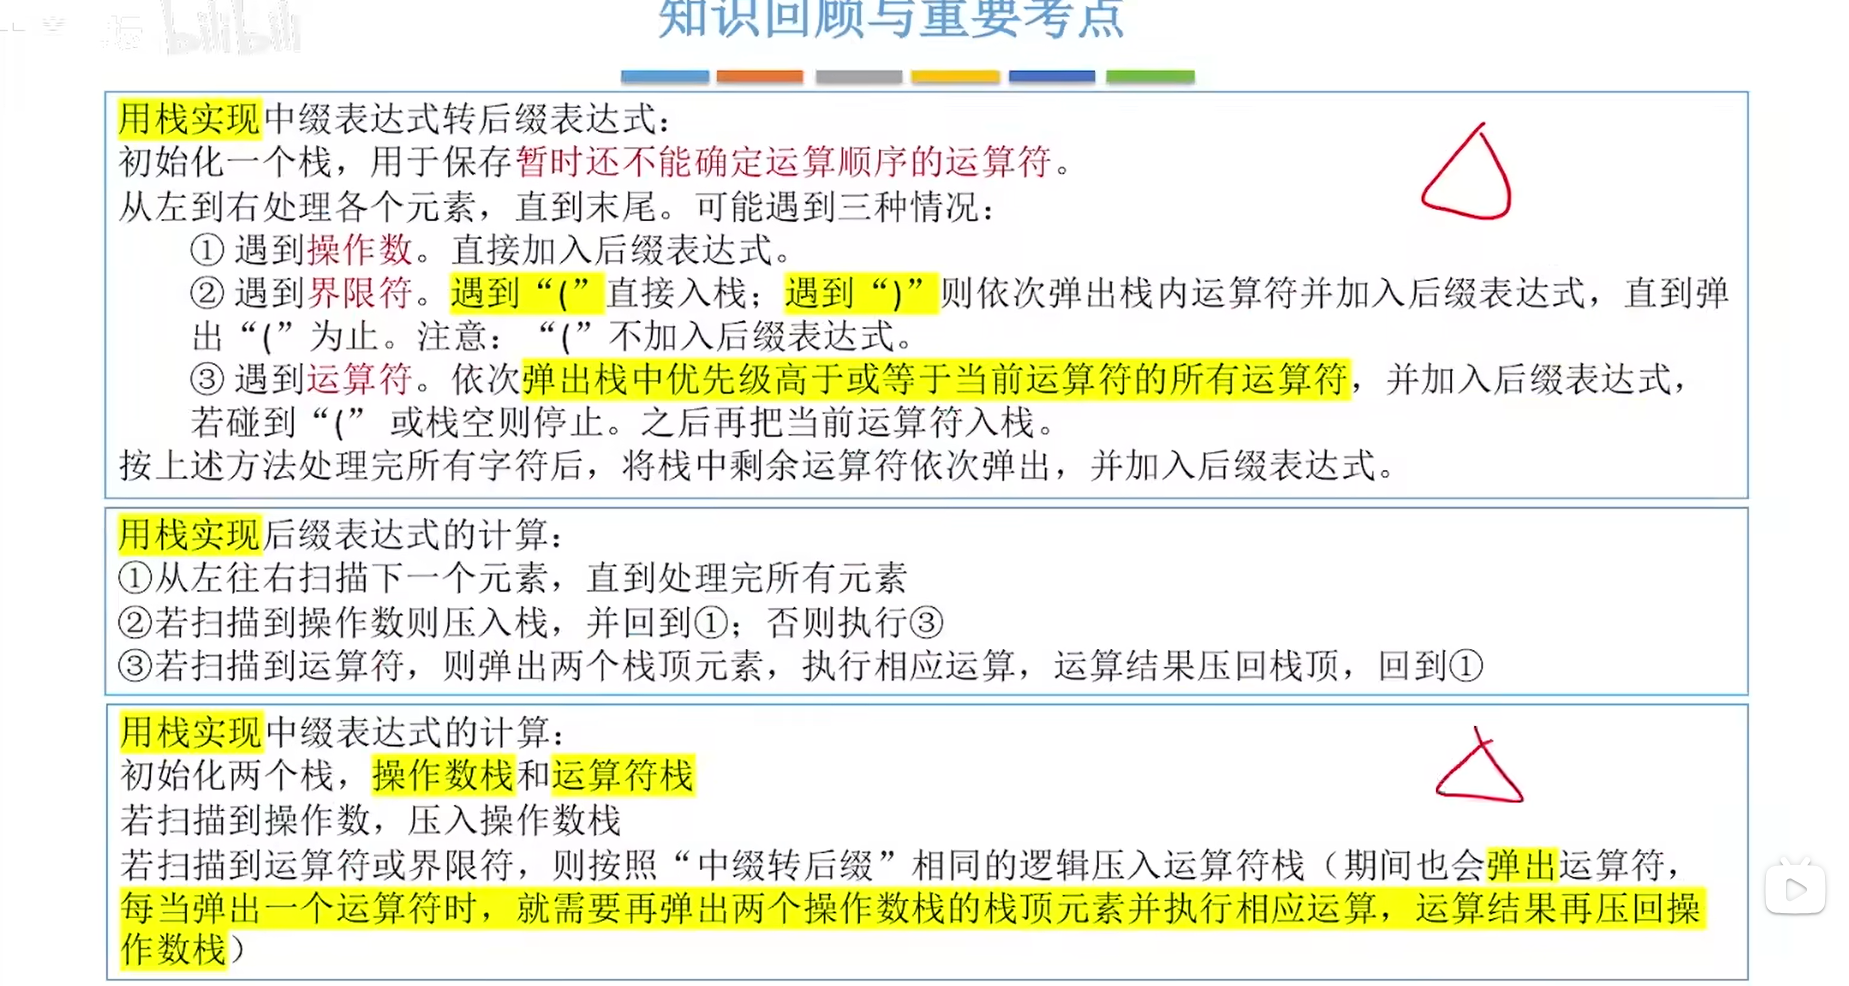 知识回顾与重要考点
用栈实现中缀表达式转后缀表达式：
初始化一个栈，用于保存暂时还不能确定运算顺序的运算符。
从左到右处理各个元素，直到末尾。可能遇到三种情况：
① 遇到操作数。直接加入后缀表达式。
② 遇到界限符。遇到“(”直接入栈；遇到“)”则依次弹出栈内运算符并加入后缀表达式，直到弹
出“(”为止。注意：“(”不加入后缀表达式。
③ 遇到运算符。依次弹出栈中优先级高于或等于当前运算符的所有运算符，并加入后缀表达式，
若碰到“(” 或栈空则停止。之后再把当前运算符入栈。
按上述方法处理完所有字符后，将栈中剩余运算符依次弹出，并加入后缀表达式。
用栈实现后缀表达式的计算：
①从左往右扫描下一个元素，直到处理完所有元素
②若扫描到操作数则压入栈，并回到①；否则执行③
③若扫描到运算符，则弹出两个栈顶元素，执行相应运算，运算结果压回栈顶，回到①
用栈实现中缀表达式的计算：
初始化两个栈，操作数栈和运算符栈
若扫描到操作数，压入操作数栈
若扫描到运算符或界限符，则按照“中缀转后缀”相同的逻辑压入运算符栈（期间也会弹出运算符，
每当弹出一个运算符时，就需要再弹出两个操作数栈的栈顶元素并执行相应运算，运算结果再压回操
作数栈）